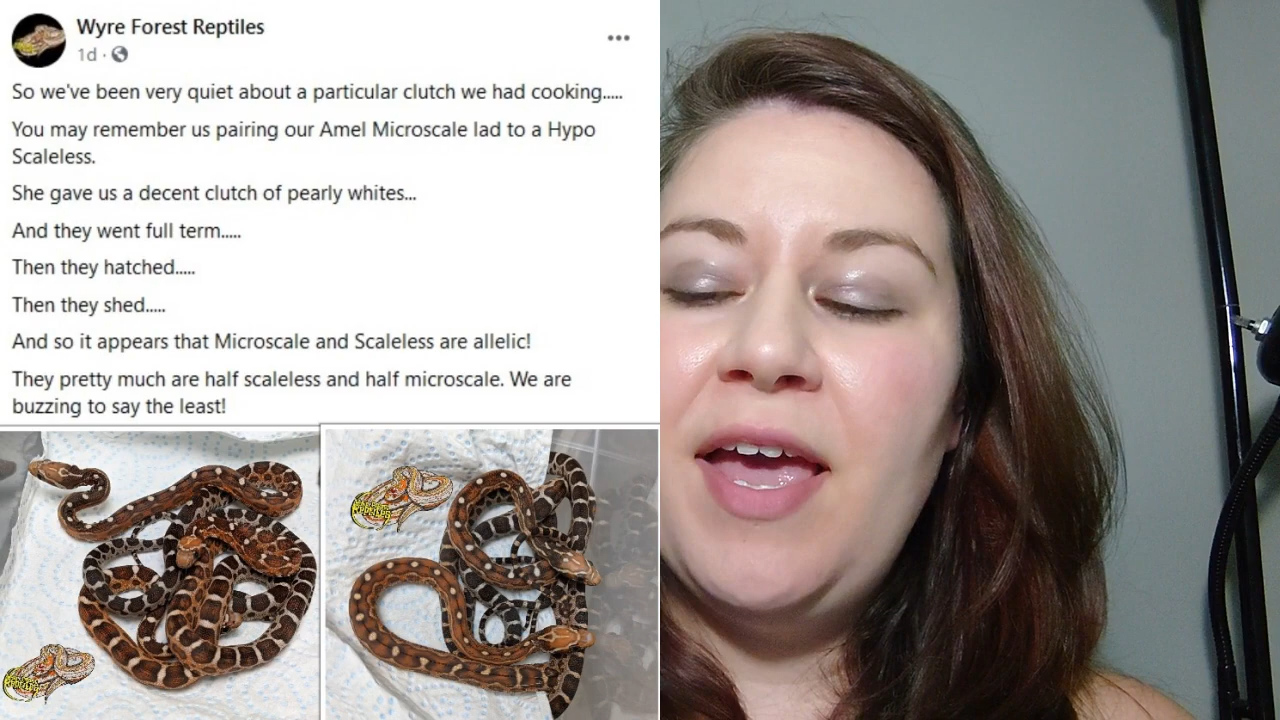 Wyre Forest Reptiles
1d ·
So we've been very quiet about a particular clutch we had cooking.....
You may remember us pairing our Amel Microscale lad to a Hypo
Scaleless.
She gave us a decent clutch of pearly whites...
And they went full term.....
Then they hatched.....
Then they shed.....
And so it appears that Microscale and Scaleless are allelic!
They pretty much are half scaleless and half microscale. We are
buzzing to say the least!